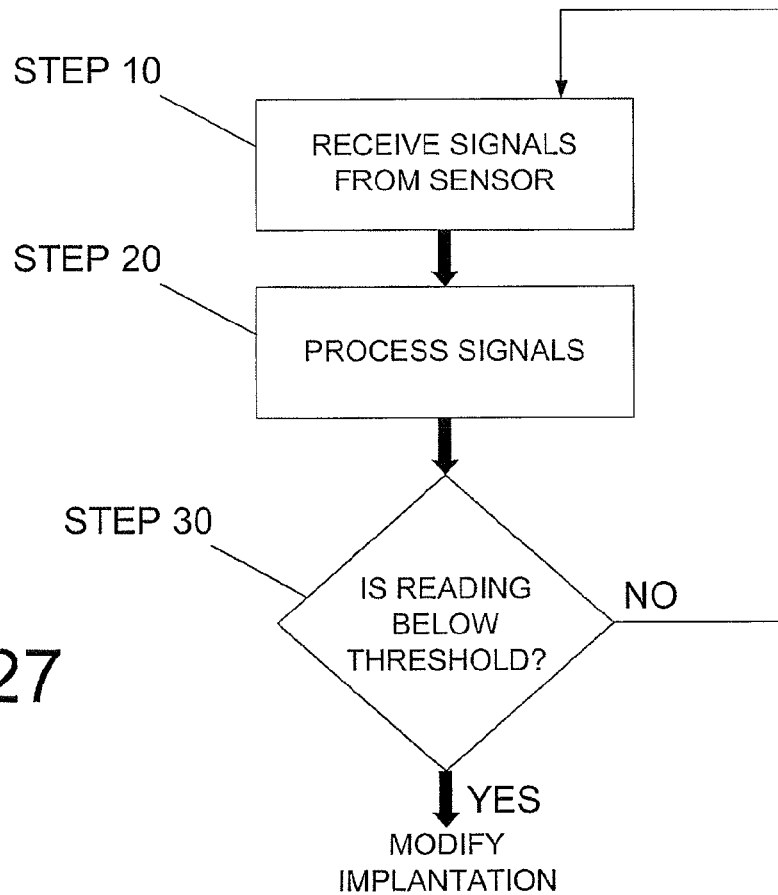 STEP 10
RECEIVE SIGNALS
FROM SENSOR
STEP 20
PROCESS SIGNALS
STEP 30
IS READING
BELOW
THRESHOLD?
NO
27
YES
MODIFY
IMPLANTATION